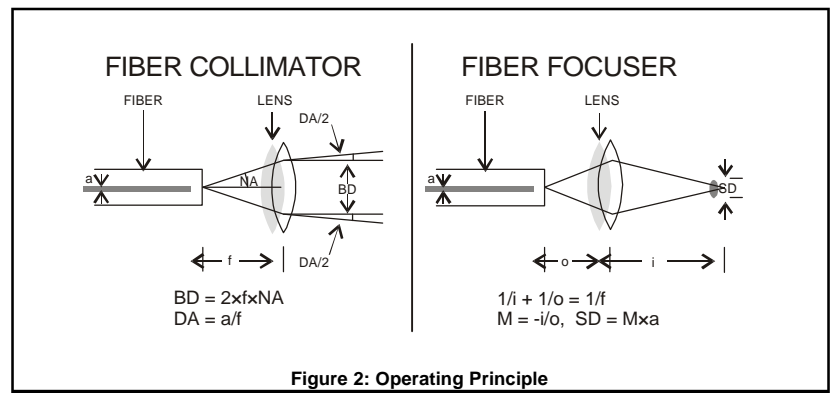 FIBER COLLIMATOR
FIBER
LENS
DA/2
a
NA
BD
DA/2
f
BD = 2×f×NA
DA = a/f
FIBER FOCUSER
FIBER
LENS
a
SD
o
i
1/i + 1/o = 1/f
M = -i/o, SD = M×a
Figure 2: Operating Principle